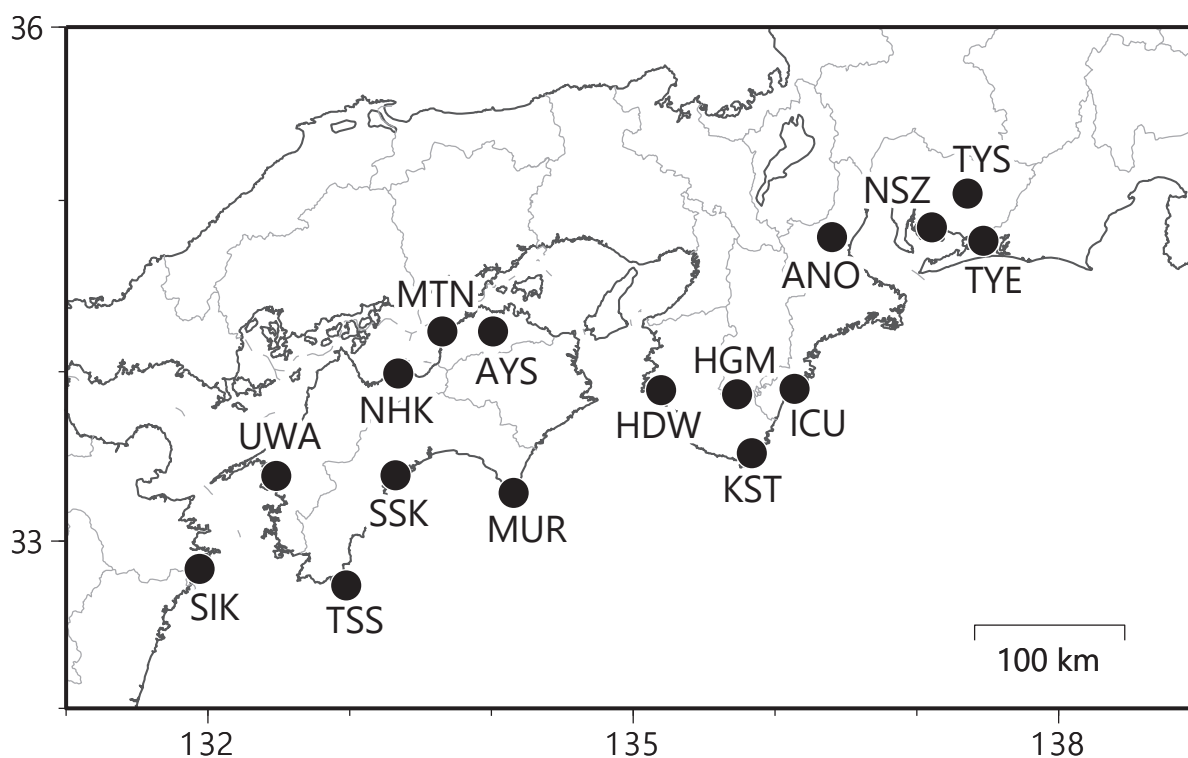 36
TYS
NSZ
ANO
TYE
MTN
AYS
HGM
NHK
HDW
ICU
UWA
KST
SSK
MUR
33
SIK
TSS
100 km
132
135
138